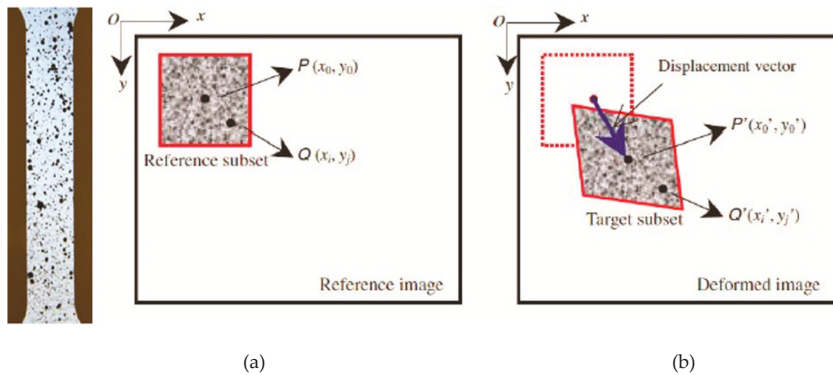 O x
y
P (x₀, y₀)
Q (xᵢ, yⱼ)
Reference subset
Reference image
(a)
O x
y
Displacement vector
P'(x₀', y₀')
Q'(xᵢ', yⱼ')
Target subset
Deformed image
(b)